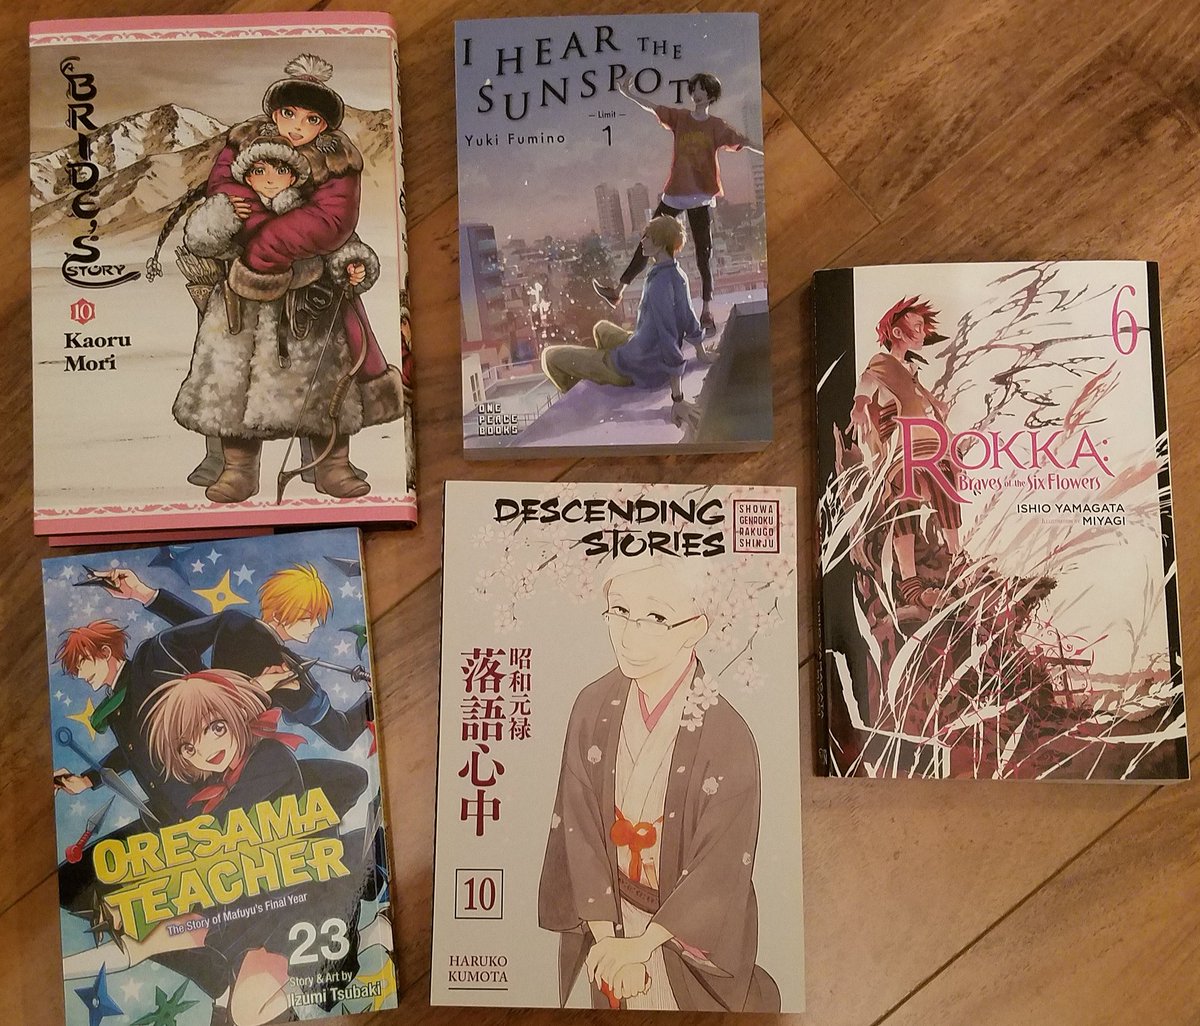 A
BRIDE'S
STORY
10
Kaoru
Mori
I HEAR THE
SUNSPOT
— Limit —
1
Yuki Fumino
ONE
PEACE
BOOKS
6
ROKKA:
Braves of the Six Flowers
ISHIO YAMAGATA
ILLUSTRATION BY MIYAGI
ORESAMA
TEACHER
The Story of Mafuyu's Final Year
23
Story & Art by
Izumi Tsubaki
DESCENDING
STORIES
SHOWA
GENROKU
RAKUGO
SHINJU
昭和元禄
落語心中
10
HARUKO
KUMOTA